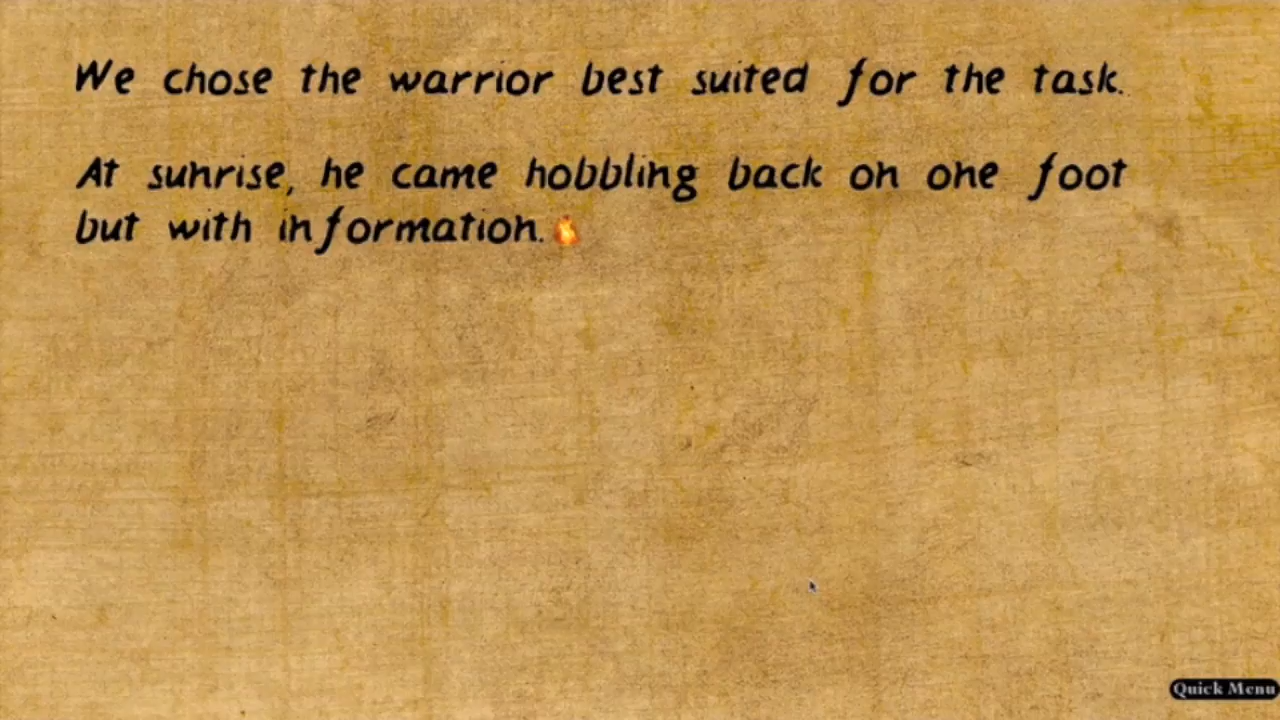 We chose the warrior best suited for the task.
At sunrise, he came hobbling back on one foot
but with information.
Quick Menu